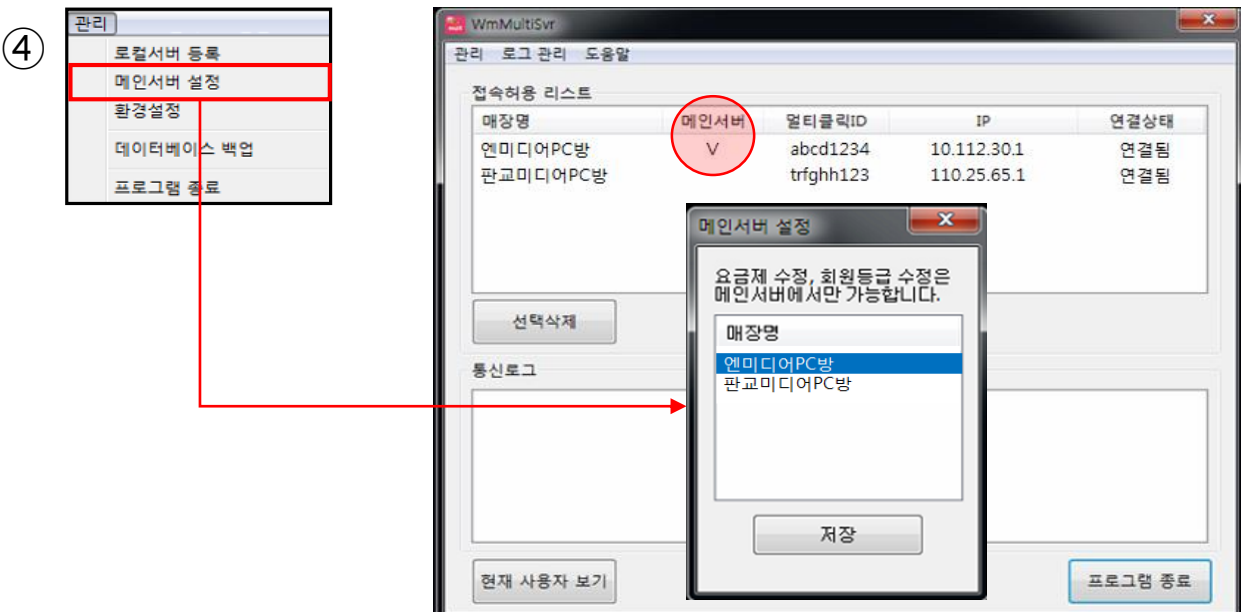 ④
관리
로컬서버 등록
메인서버 설정
환경설정
데이터베이스 백업
프로그램 종료
WmMultiSvr
관리 로그 관리 도움말
접속허용 리스트
매장명 메인서버 멀티클릭ID IP 연결상태
엔미디어PC방 V abcd1234 10.112.30.1 연결됨
판교미디어PC방 trfghh123 110.25.65.1 연결됨
선택삭제
통신로그
현재 사용자 보기
프로그램 종료
메인서버 설정
요금제 수정, 회원등급 수정은
메인서버에서만 가능합니다.
매장명
엔미디어PC방
판교미디어PC방
저장